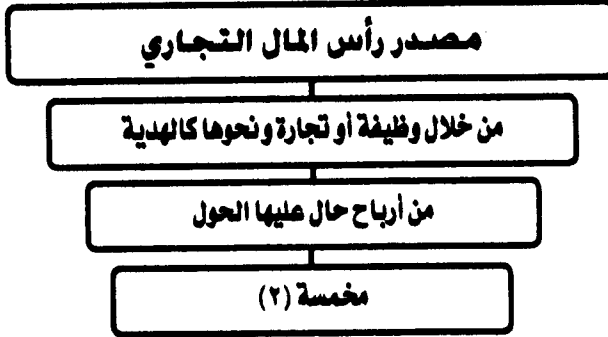 مصدر رأس المال التجاري
من خلال وظيفة أو تجارة ونحوها كالهدية
من أرباح حال عليها الحول
مخمسة (٢)